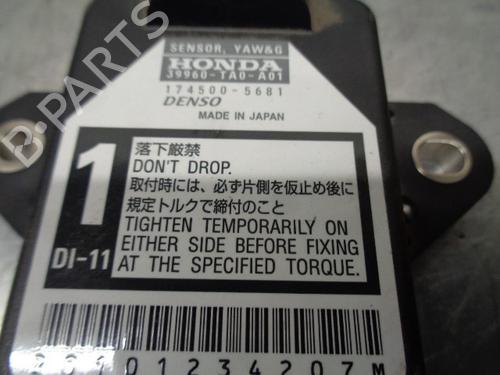 SENSOR, YAW&G
HONDA
39960-TA0-A01
174500-5681
DENSO
MADE IN JAPAN
1
DI-11
落下厳禁
DON'T DROP.
取付時には、必ず片側を仮止め後に
規定トルクで締付のこと
TIGHTEN TEMPORARILY ON
EITHER SIDE BEFORE FIXING
AT THE SPECIFIED TORQUE.
B-PARTS